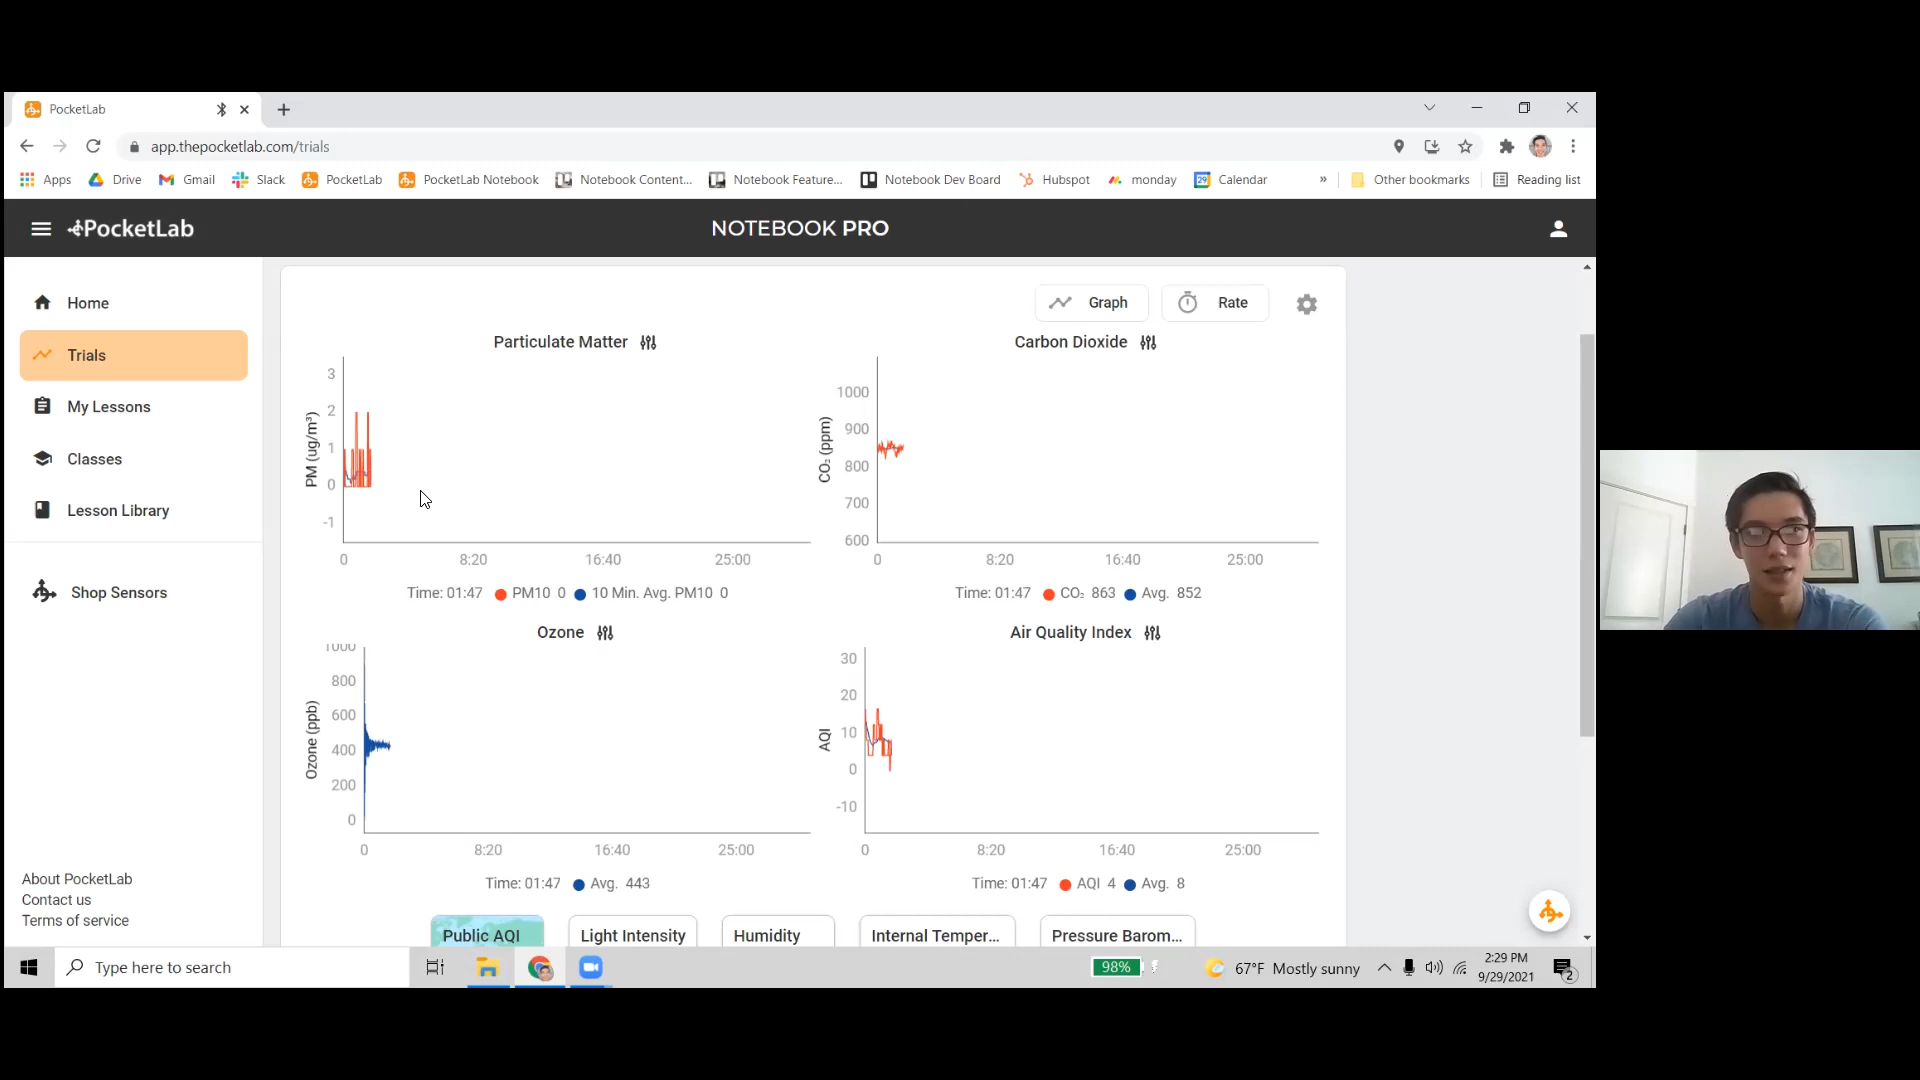 PocketLab
app.thepocketlab.com/trials
Apps Drive Gmail Slack PocketLab PocketLab Notebook Notebook Content... Notebook Feature... Notebook Dev Board Hubspot monday Calendar » Other bookmarks Reading list
PocketLab NOTEBOOK PRO
Home
Trials
My Lessons
Classes
Lesson Library
Shop Sensors
About PocketLab
Contact us
Terms of service
Graph Rate
Particulate Matter
PM (ug/m³)
3
2
1
0
-1
0 8:20 16:40 25:00
Time: 01:47 PM10 0 10 Min. Avg. PM10 0
Carbon Dioxide
CO₂ (ppm)
1000
900
800
700
600
0 8:20 16:40 25:00
Time: 01:47 CO₂ 863 Avg. 852
Ozone
Ozone (ppb)
1000
800
600
400
200
0
0 8:20 16:40 25:00
Time: 01:47 Avg. 443
Air Quality Index
AQI
30
20
10
0
-10
0 8:20 16:40 25:00
Time: 01:47 AQI 4 Avg. 8
Public AQI Light Intensity Humidity Internal Temper... Pressure Barom...
Type here to search
98% 67°F Mostly sunny
2:29 PM
9/29/2021
2